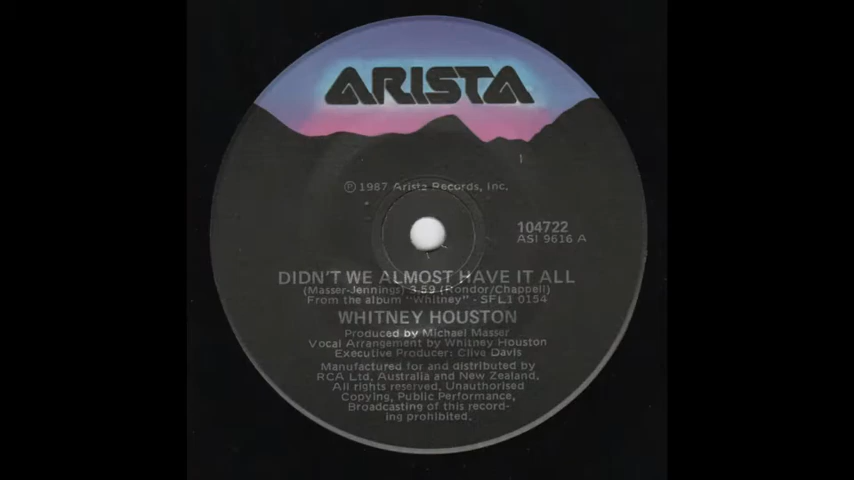 ARISTA
℗ 1987 Arista Records, Inc.
104722
ASI 9616 A
DIDN'T WE ALMOST HAVE IT ALL
(Masser-Jennings) 3.59 (Rondor/Chappell)
From the album "Whitney" - SFL1 0154
WHITNEY HOUSTON
Produced by Michael Masser
Vocal Arrangement by Whitney Houston
Executive Producer: Clive Davis
Manufactured for and distributed by
RCA Ltd. Australia and New Zealand.
All rights reserved. Unauthorised
Copying, Public Performance,
Broadcasting of this record-
ing prohibited.